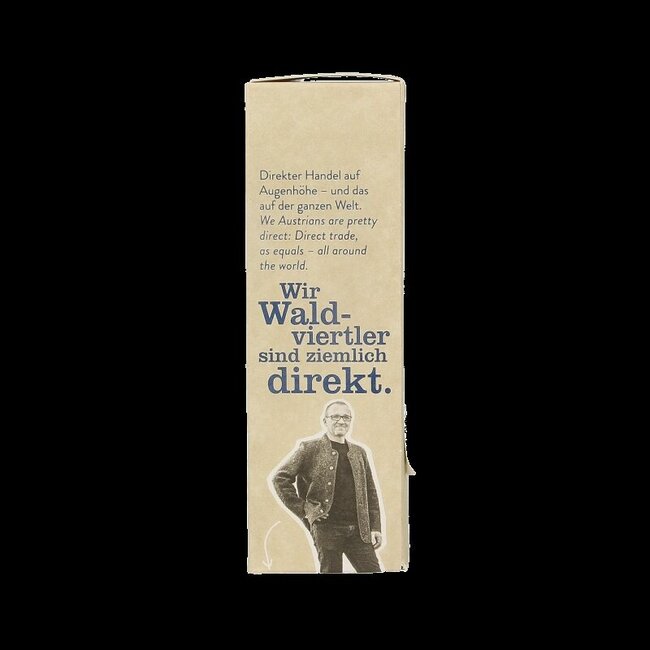 Direkter Handel auf
Augenhöhe – und das
auf der ganzen Welt.
We Austrians are pretty
direct: Direct trade,
as equals – all around
the world.
Wir
Wald-
viertler
sind ziemlich
direkt.